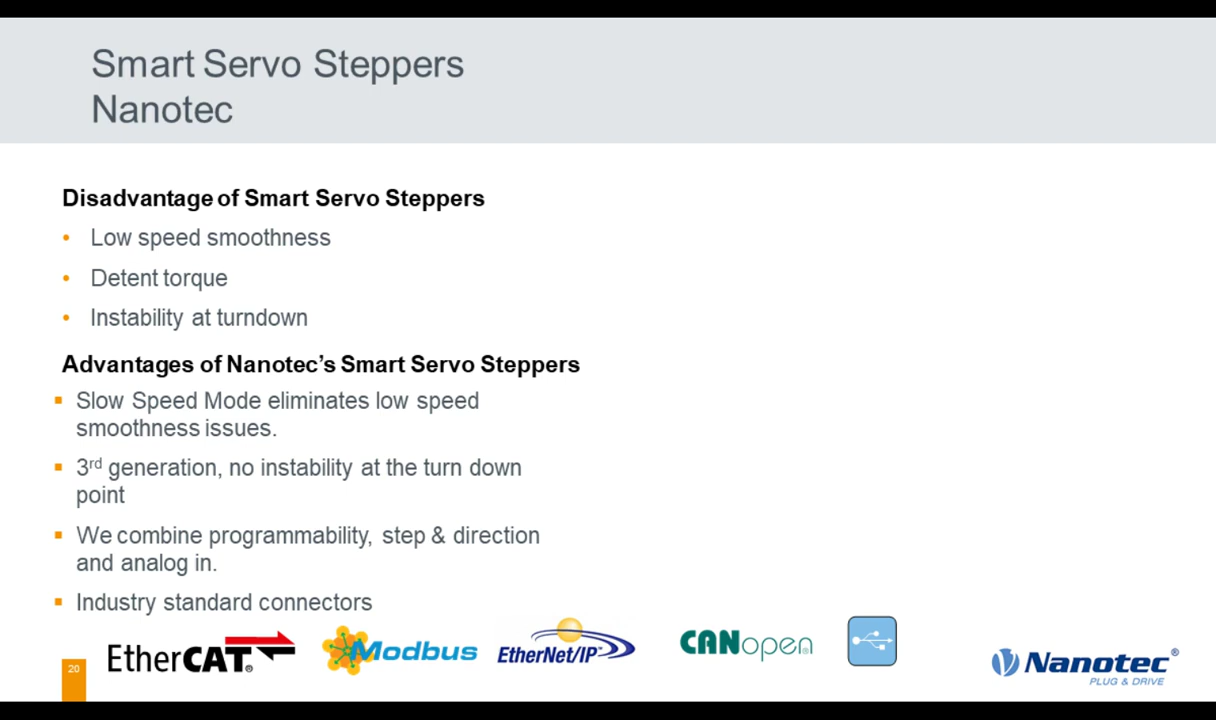 Smart Servo Steppers
Nanotec
Disadvantage of Smart Servo Steppers
• Low speed smoothness
• Detent torque
• Instability at turndown
Advantages of Nanotec’s Smart Servo Steppers
▪ Slow Speed Mode eliminates low speed
smoothness issues.
▪ 3rd generation, no instability at the turn down
point
▪ We combine programmability, step & direction
and analog in.
▪ Industry standard connectors
EtherCAT®
Modbus
EtherNet/IP™
CANopen
20
Nanotec®
PLUG & DRIVE